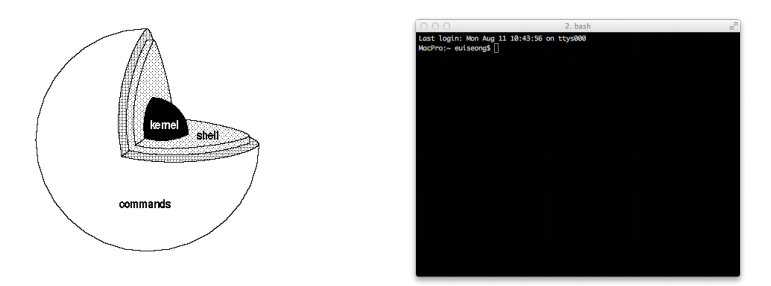 kernel
shell
commands
2. bash
Last login: Mon Aug 11 10:43:56 on ttys000
MacPro:~ euiseong$